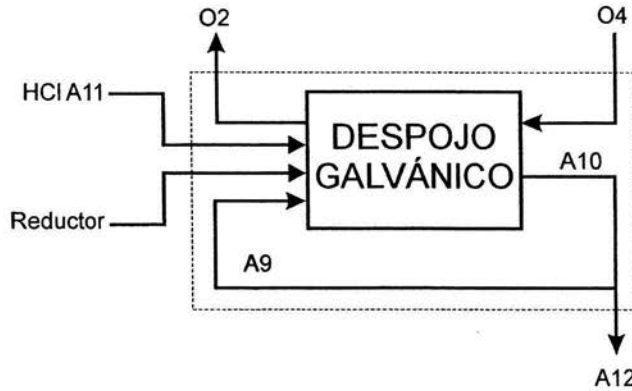 O2
O4
HCl A11
DESPOJO
GALVÁNICO
A10
Reductor
A9
A12